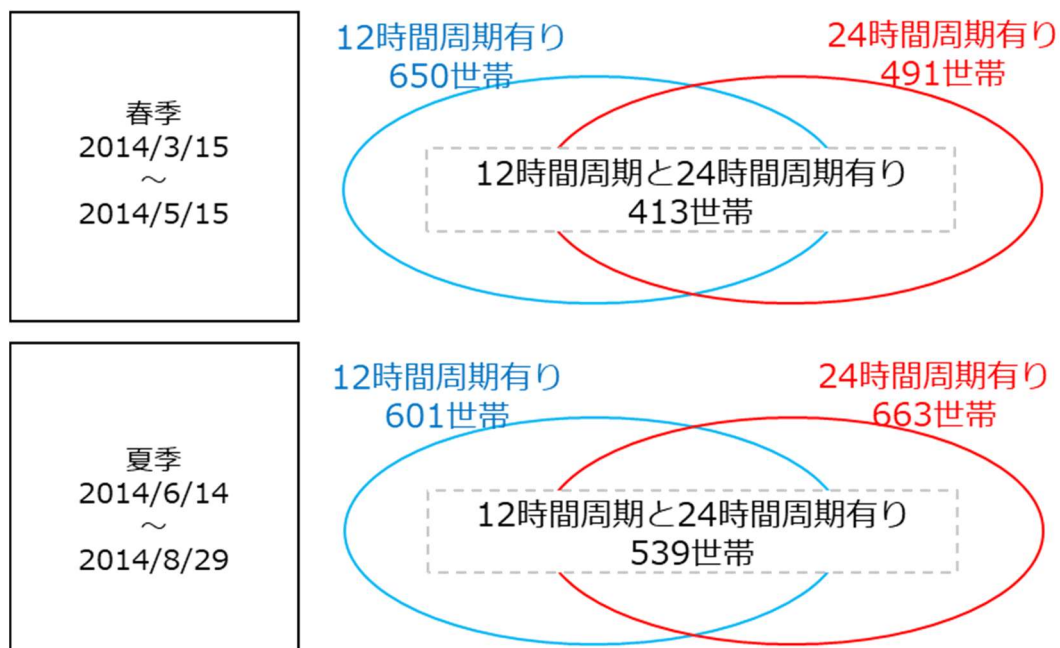 春季
2014/3/15
～
2014/5/15
12時間周期有り
650世帯
24時間周期有り
491世帯
12時間周期と24時間周期有り
413世帯
夏季
2014/6/14
～
2014/8/29
12時間周期有り
601世帯
24時間周期有り
663世帯
12時間周期と24時間周期有り
539世帯